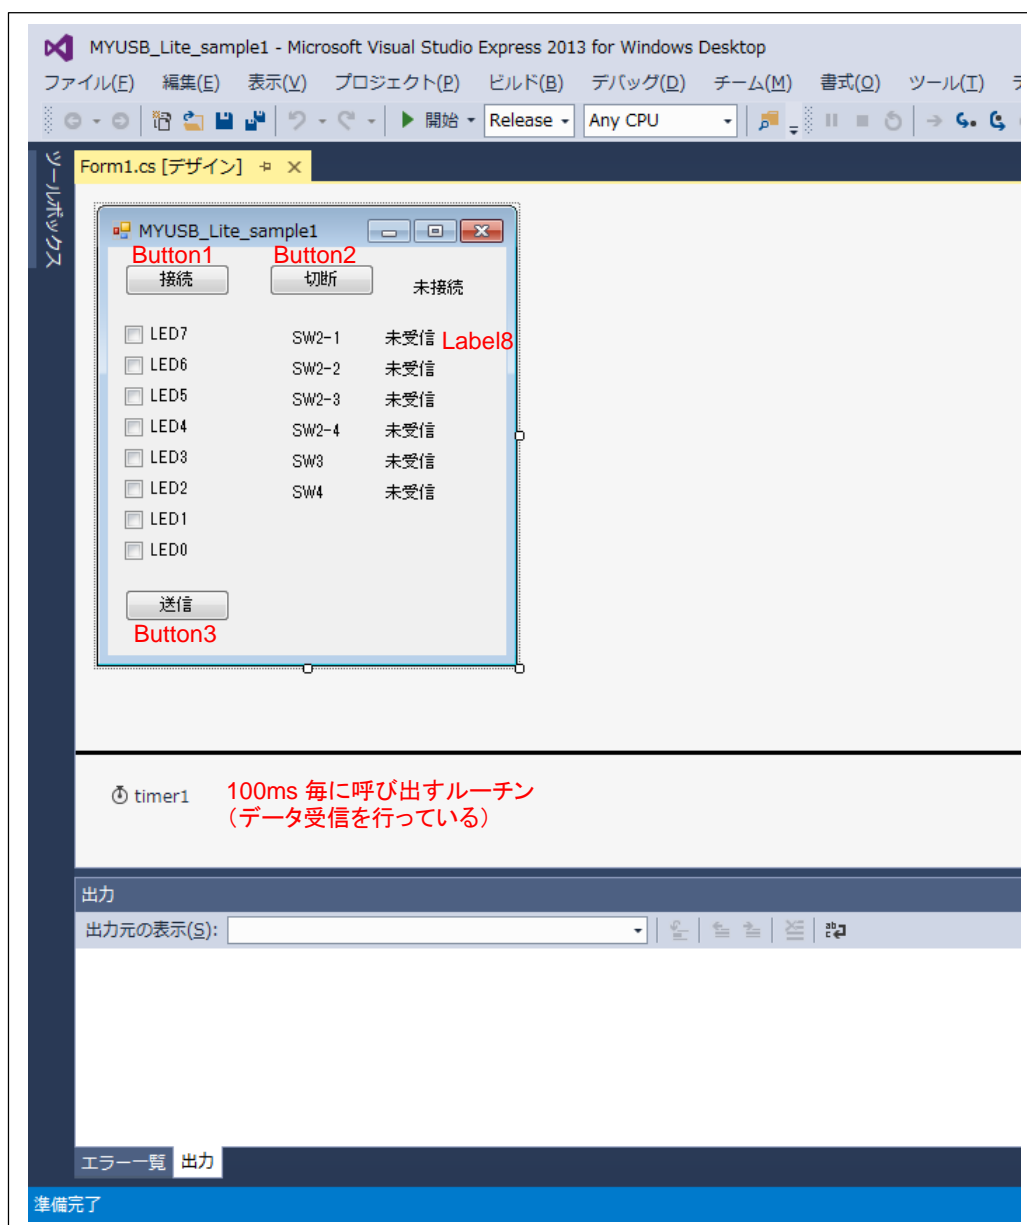 MYUSB_Lite_sample1 - Microsoft Visual Studio Express 2013 for Windows Desktop
ファイル(F) 編集(E) 表示(V) プロジェクト(P) ビルド(B) デバッグ(D) チーム(M) 書式(O) ツール(T)
開始 Release Any CPU
ツールボックス
Form1.cs [デザイン]
MYUSB_Lite_sample1
Button1 Button2
接続 切断 未接続
LED7 SW2-1 未受信 Label8
LED6 SW2-2 未受信
LED5 SW2-3 未受信
LED4 SW2-4 未受信
LED3 SW3 未受信
LED2 SW4 未受信
LED1
LED0
送信
Button3
timer1 100ms 毎に呼び出すルーチン
（データ受信を行っている）
出力
出力元の表示(S):
エラー一覧 出力
準備完了